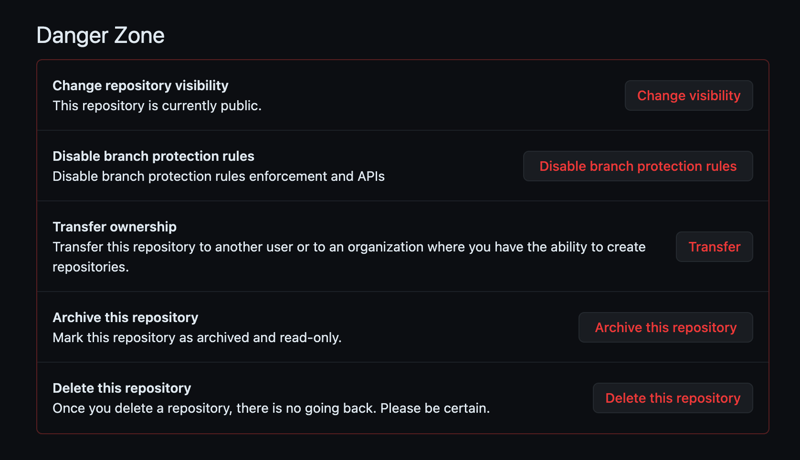 Danger Zone
Change repository visibility
This repository is currently public.
Change visibility
Disable branch protection rules
Disable branch protection rules enforcement and APIs
Disable branch protection rules
Transfer ownership
Transfer this repository to another user or to an organization where you have the ability to create
repositories.
Transfer
Archive this repository
Mark this repository as archived and read-only.
Archive this repository
Delete this repository
Once you delete a repository, there is no going back. Please be certain.
Delete this repository